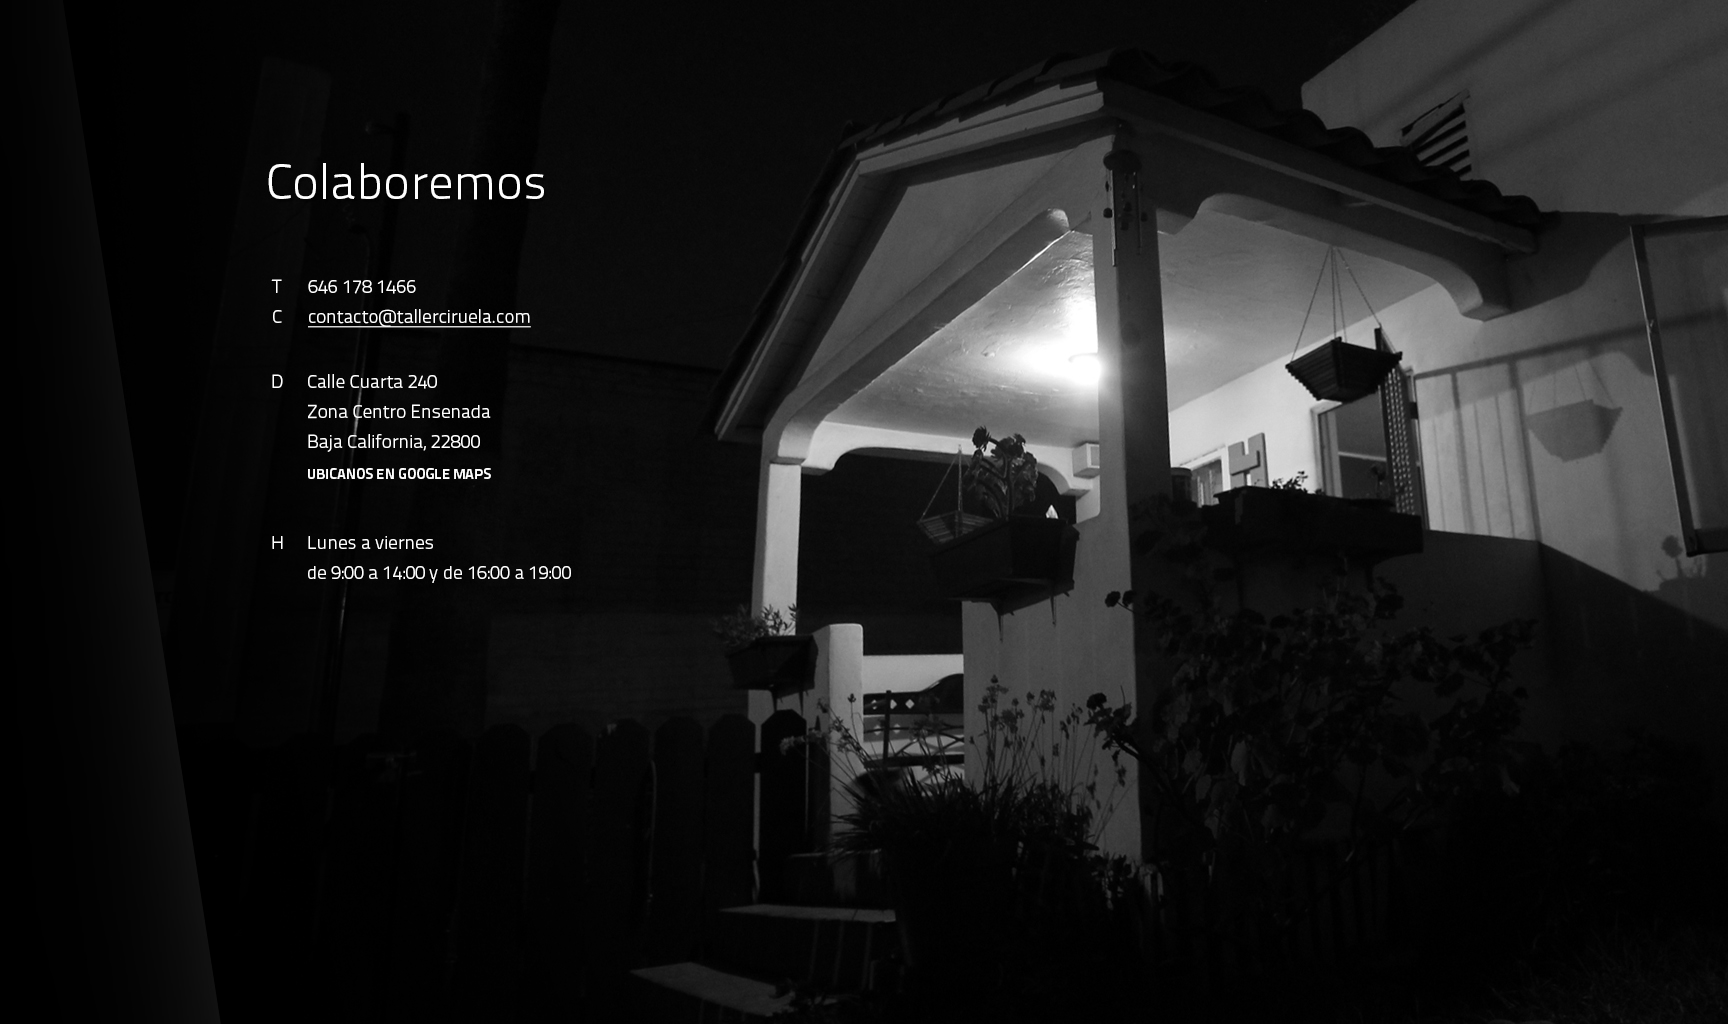 Colaboremos
T 646 178 1466
C contacto@tallerciruela.com
D Calle Cuarta 240
Zona Centro Ensenada
Baja California, 22800
UBICANOS EN GOOGLE MAPS
H Lunes a viernes
de 9:00 a 14:00 y de 16:00 a 19:00